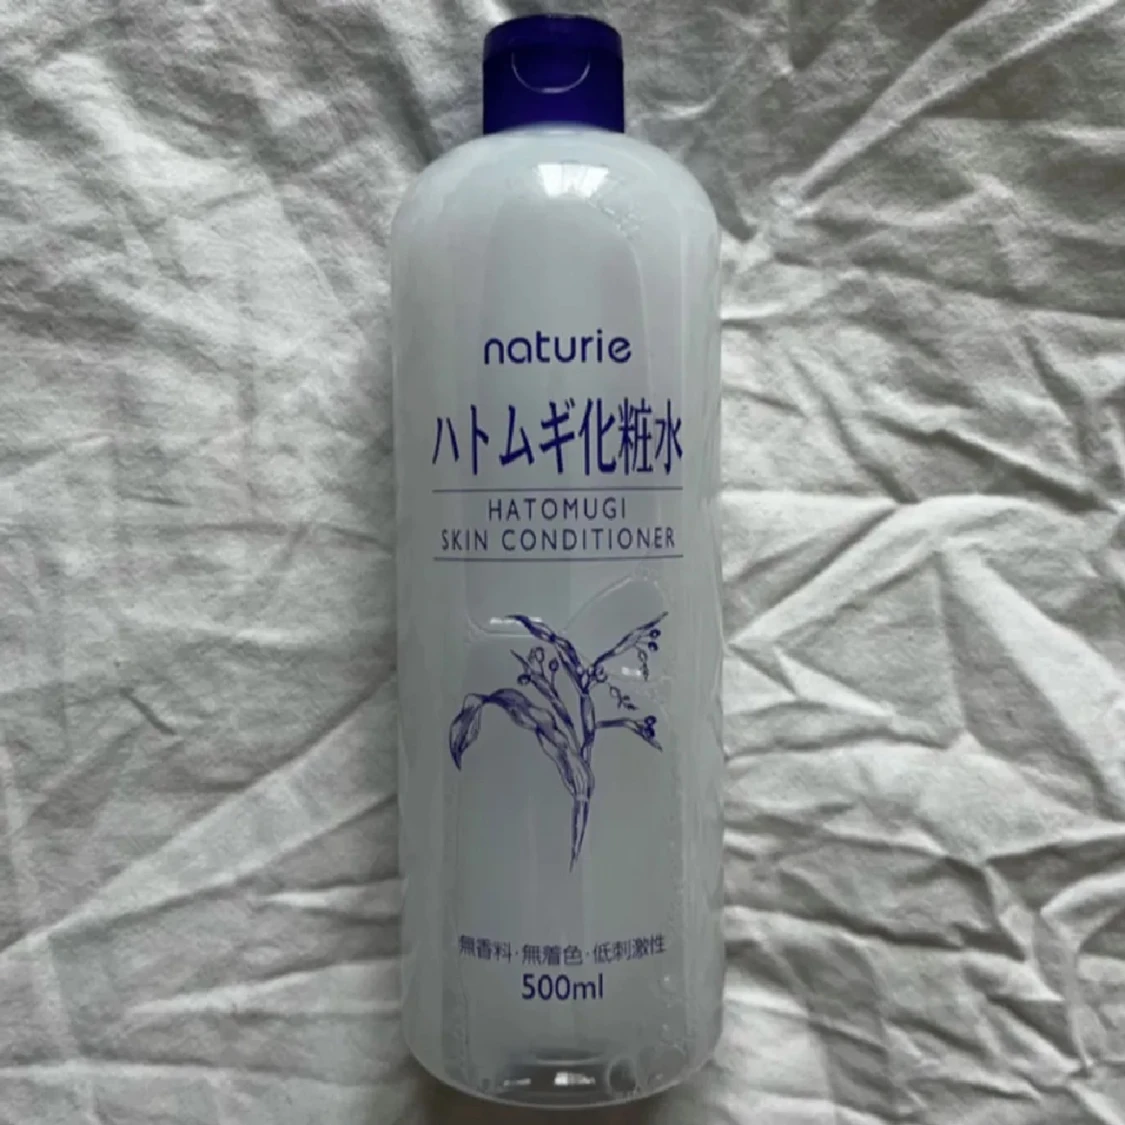 naturie
ハトムギ化粧水
HATOMUGI
SKIN CONDITIONER
無香料·無着色·低刺激性
500ml